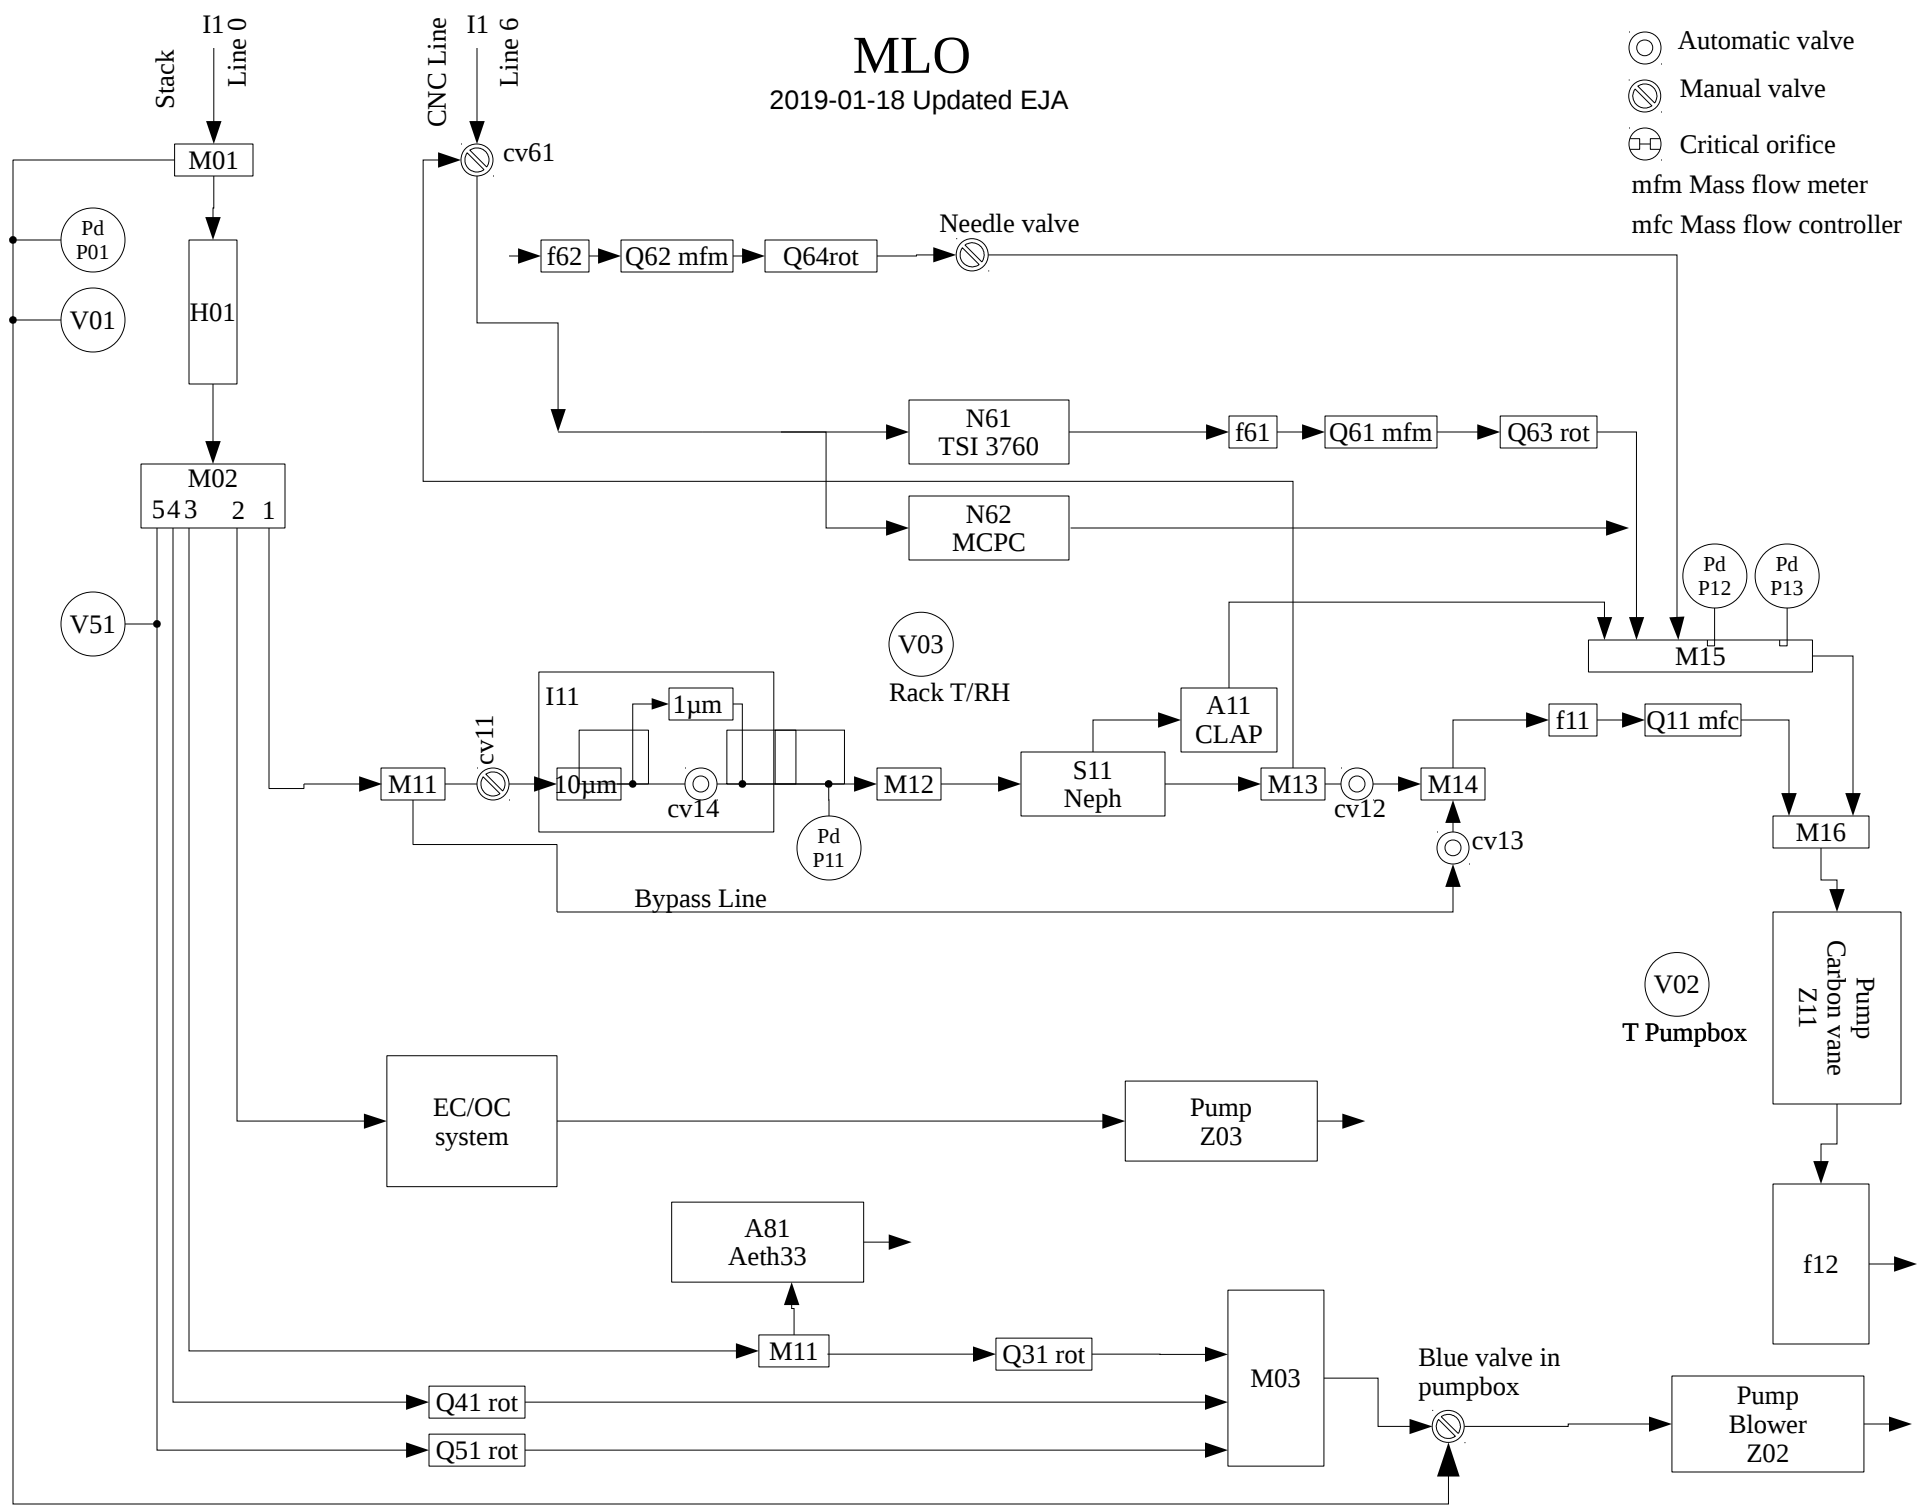 I1
Line 0
Stack
CNC Line
I1
Line 6
MLO
2019-01-18 Updated EJA
Automatic valve
Manual valve
Critical orifice
mfm Mass flow meter
mfc Mass flow controller
M01
cv61
Pd
P01
V01
H01
f62
Q62 mfm
Q64rot
Needle valve
N61
TSI 3760
f61
Q61 mfm
Q63 rot
M02
5 4 3 2 1
N62
MCPC
V51
V03
Rack T/RH
Pd
P12
Pd
P13
M15
I11
1µm
cv11
M11
10µm
cv14
Pd
P11
M12
S11
Neph
A11
CLAP
M13
cv12
M14
cv13
f11
Q11 mfc
M16
Bypass Line
V02
T Pumpbox
Pump
Carbon vane
Z11
EC/OC
system
Pump
Z03
A81
Aeth33
f12
M11
Q31 rot
M03
Q41 rot
Q51 rot
Blue valve in
pumpbox
Pump
Blower
Z02